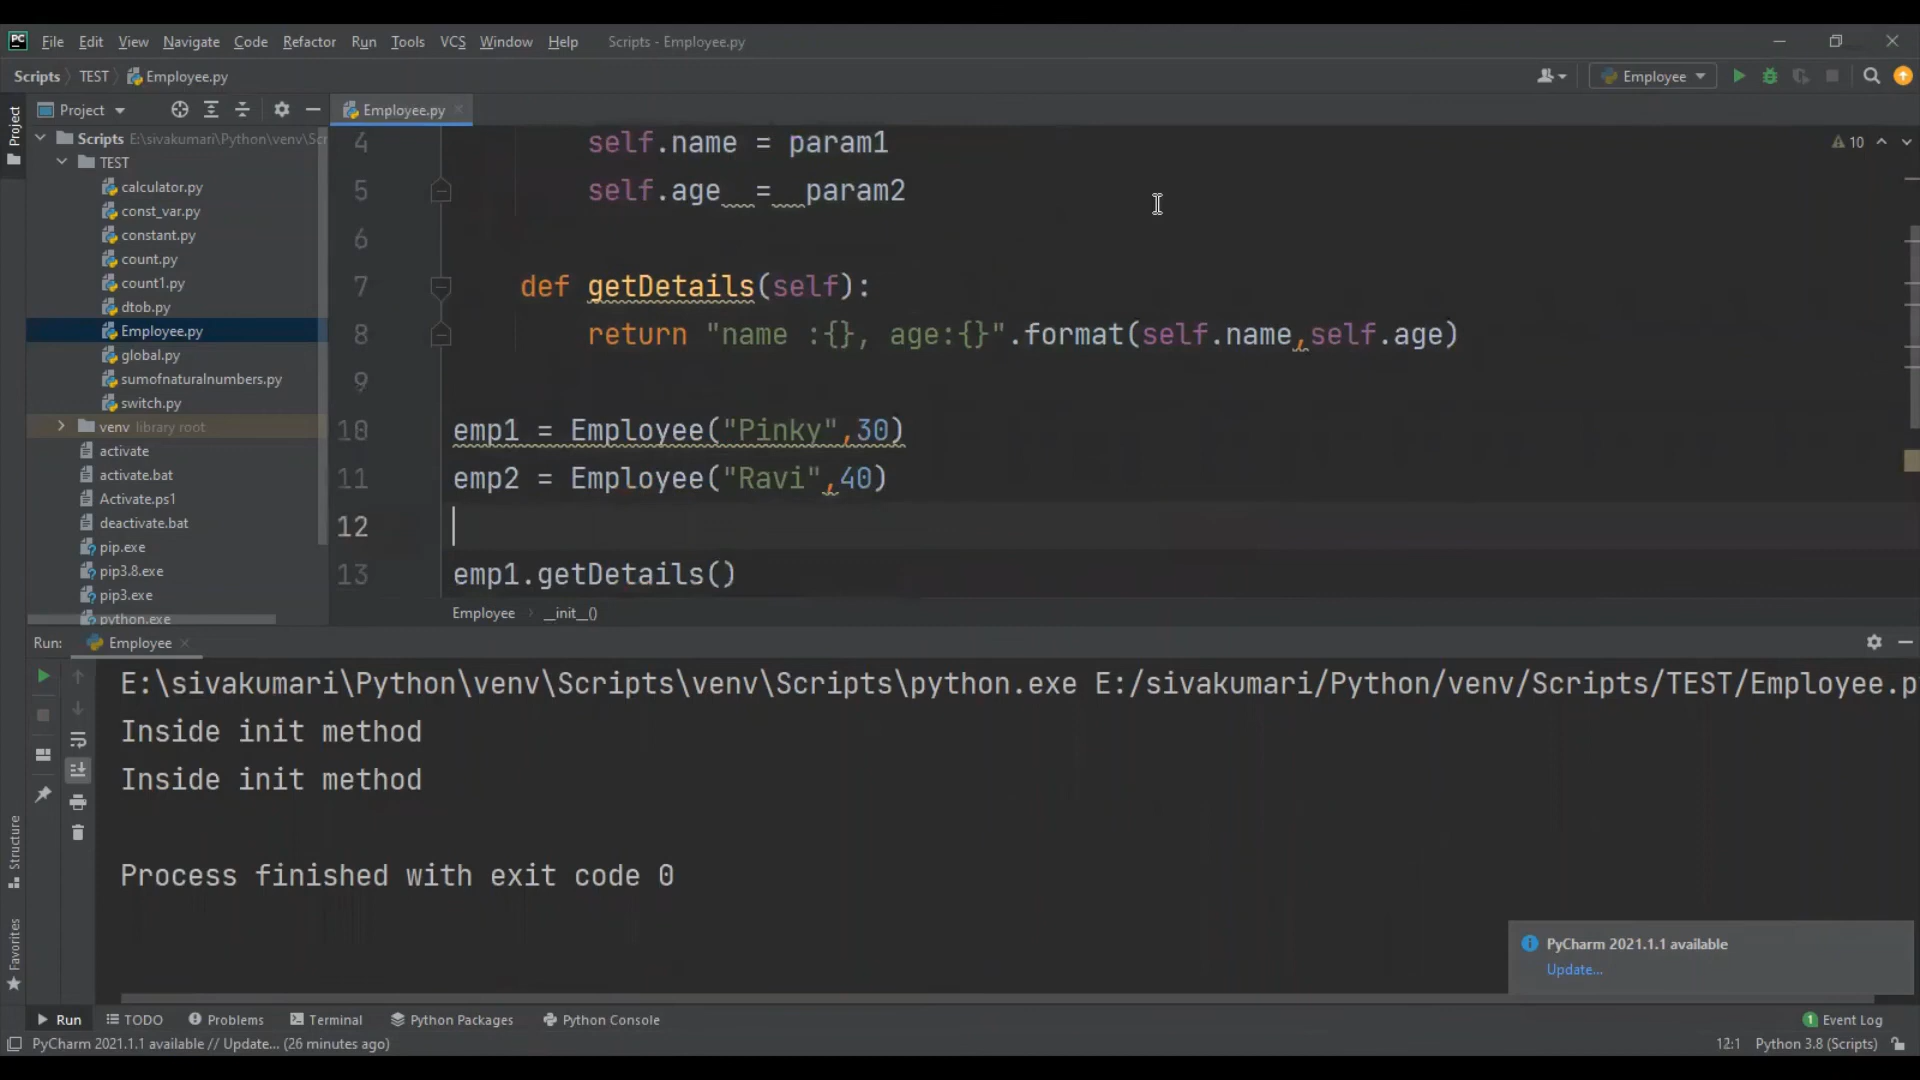 PC File Edit View Navigate Code Refactor Run Tools VCS Window Help Scripts - Employee.py
Scripts TEST Employee.py Employee
Project Employee.py
Project
Scripts E:\sivakumari\Python\venv\Scr
TEST
calculator.py
const_var.py
constant.py
count.py
count1.py
dtob.py
Employee.py
global.py
sumofnaturalnumbers.py
switch.py
venv library root
activate
activate.bat
Activate.ps1
deactivate.bat
pip.exe
pip3.8.exe
pip3.exe
python.exe
10
4 self.name = param1
5 self.age  =  param2
6
7 def getDetails(self):
8 return "name :{}, age:{}".format(self.name,self.age)
9
10 emp1 = Employee("Pinky",30)
11 emp2 = Employee("Ravi",40)
12
13 emp1.getDetails()
Employee __init__()
Run: Employee
E:\sivakumari\Python\venv\Scripts\venv\Scripts\python.exe E:/sivakumari/Python/venv/Scripts/TEST/Employee.p
Inside init method
Inside init method
Process finished with exit code 0
Structure
Favorites
PyCharm 2021.1.1 available
Update...
Run TODO Problems Terminal Python Packages Python Console 1 Event Log
PyCharm 2021.1.1 available // Update... (26 minutes ago) 12:1 Python 3.8 (Scripts)